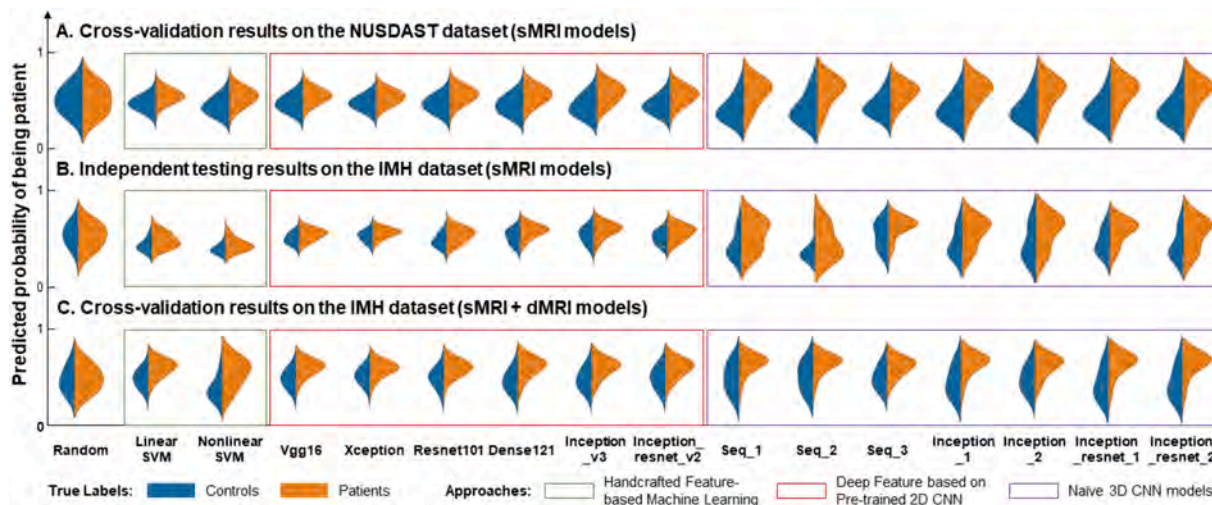 A. Cross-validation results on the NUSDAST dataset (sMRI models)
1
0
B. Independent testing results on the IMH dataset (sMRI models)
1
0
C. Cross-validation results on the IMH dataset (sMRI + dMRI models)
1
0
Predicted probability of being patient
Random
Linear SVM
Nonlinear SVM
Vgg16
Xception
Resnet101
Dense121
Inception _v3
Inception_ resnet_v2
Seq_1
Seq_2
Seq_3
Inception _1
Inception _2
Inception _resnet_1
Inception _resnet_2
True Labels:
Controls
Patients
Approaches:
Handcrafted Feature-
based Machine Learning
Deep Feature based on
Pre-trained 2D CNN
Naive 3D CNN models